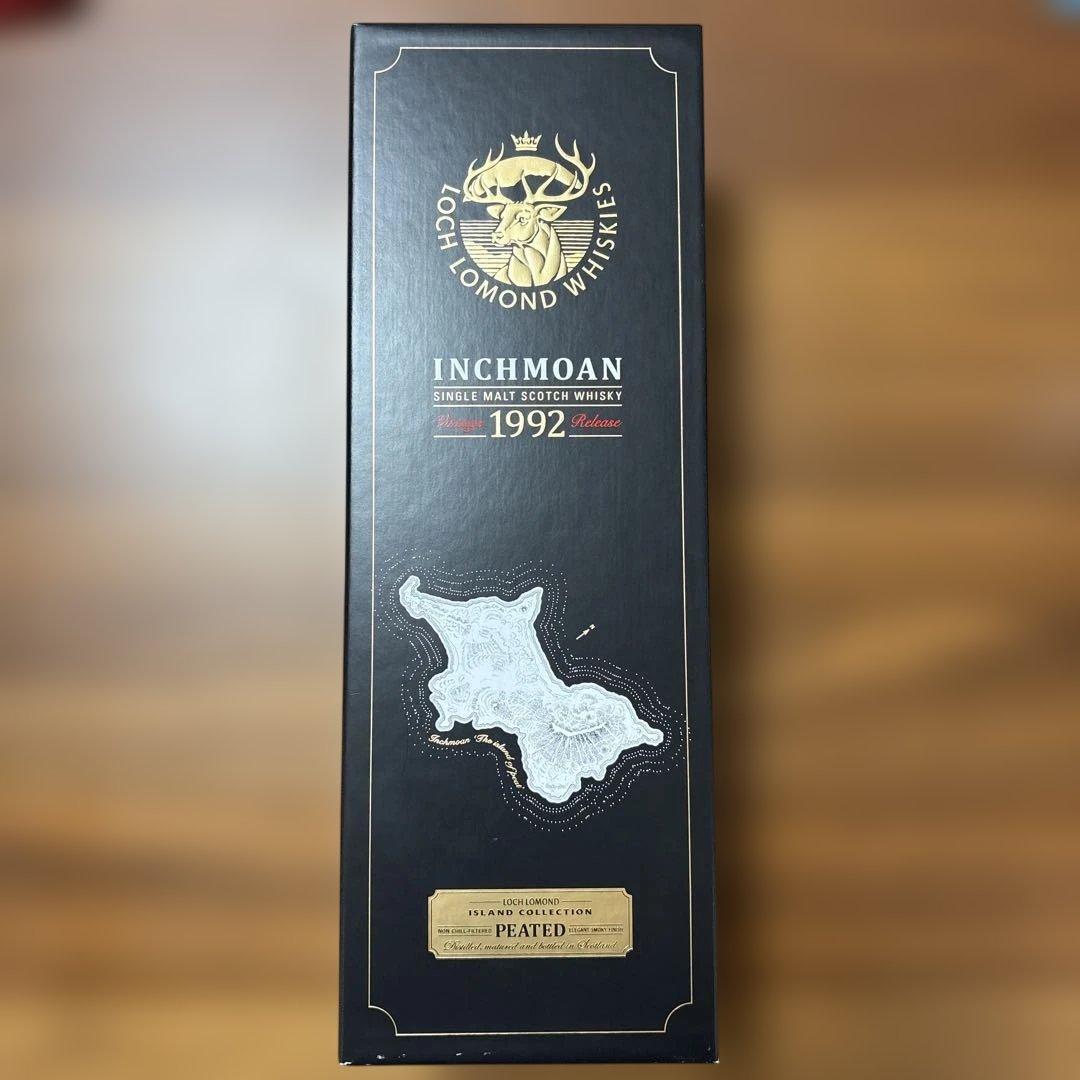 LOCH LOMOND WHISKIES
INCHMOAN
SINGLE MALT SCOTCH WHISKY
Vintage 1992 Release
Inchmoan 'The island of peat'
LOCH LOMOND
ISLAND COLLECTION
NON CHILL-FILTERED PEATED ELEGANT SMOKY FINISH
Distilled, matured and bottled in Scotland